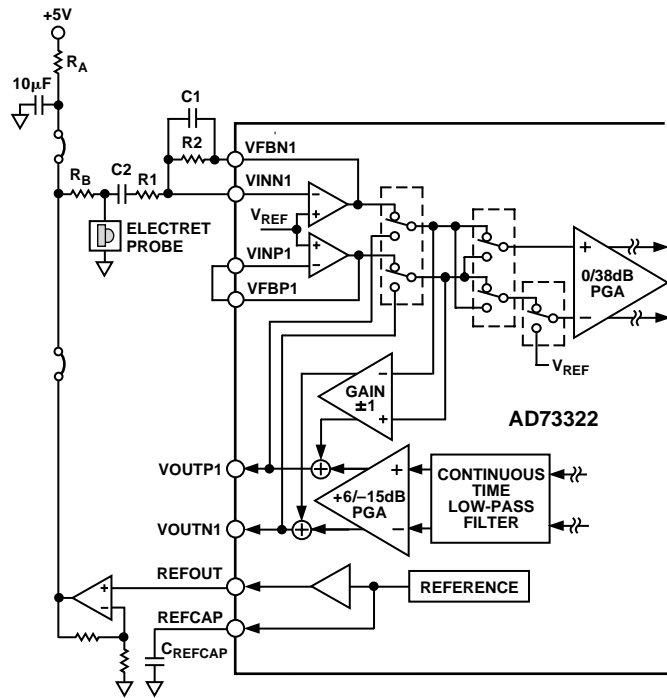 +5V
RA
10µF
C1
R2
VFBN1
RB
C2
R1
VINN1
VREF
ELECTRET
PROBE
VINP1
VFBP1
0/38dB
PGA
VREF
GAIN
±1
AD73322
VOUTP1
+6/–15dB
PGA
CONTINUOUS
TIME
LOW-PASS
FILTER
VOUTN1
REFOUT
REFERENCE
REFCAP
CREFCAP